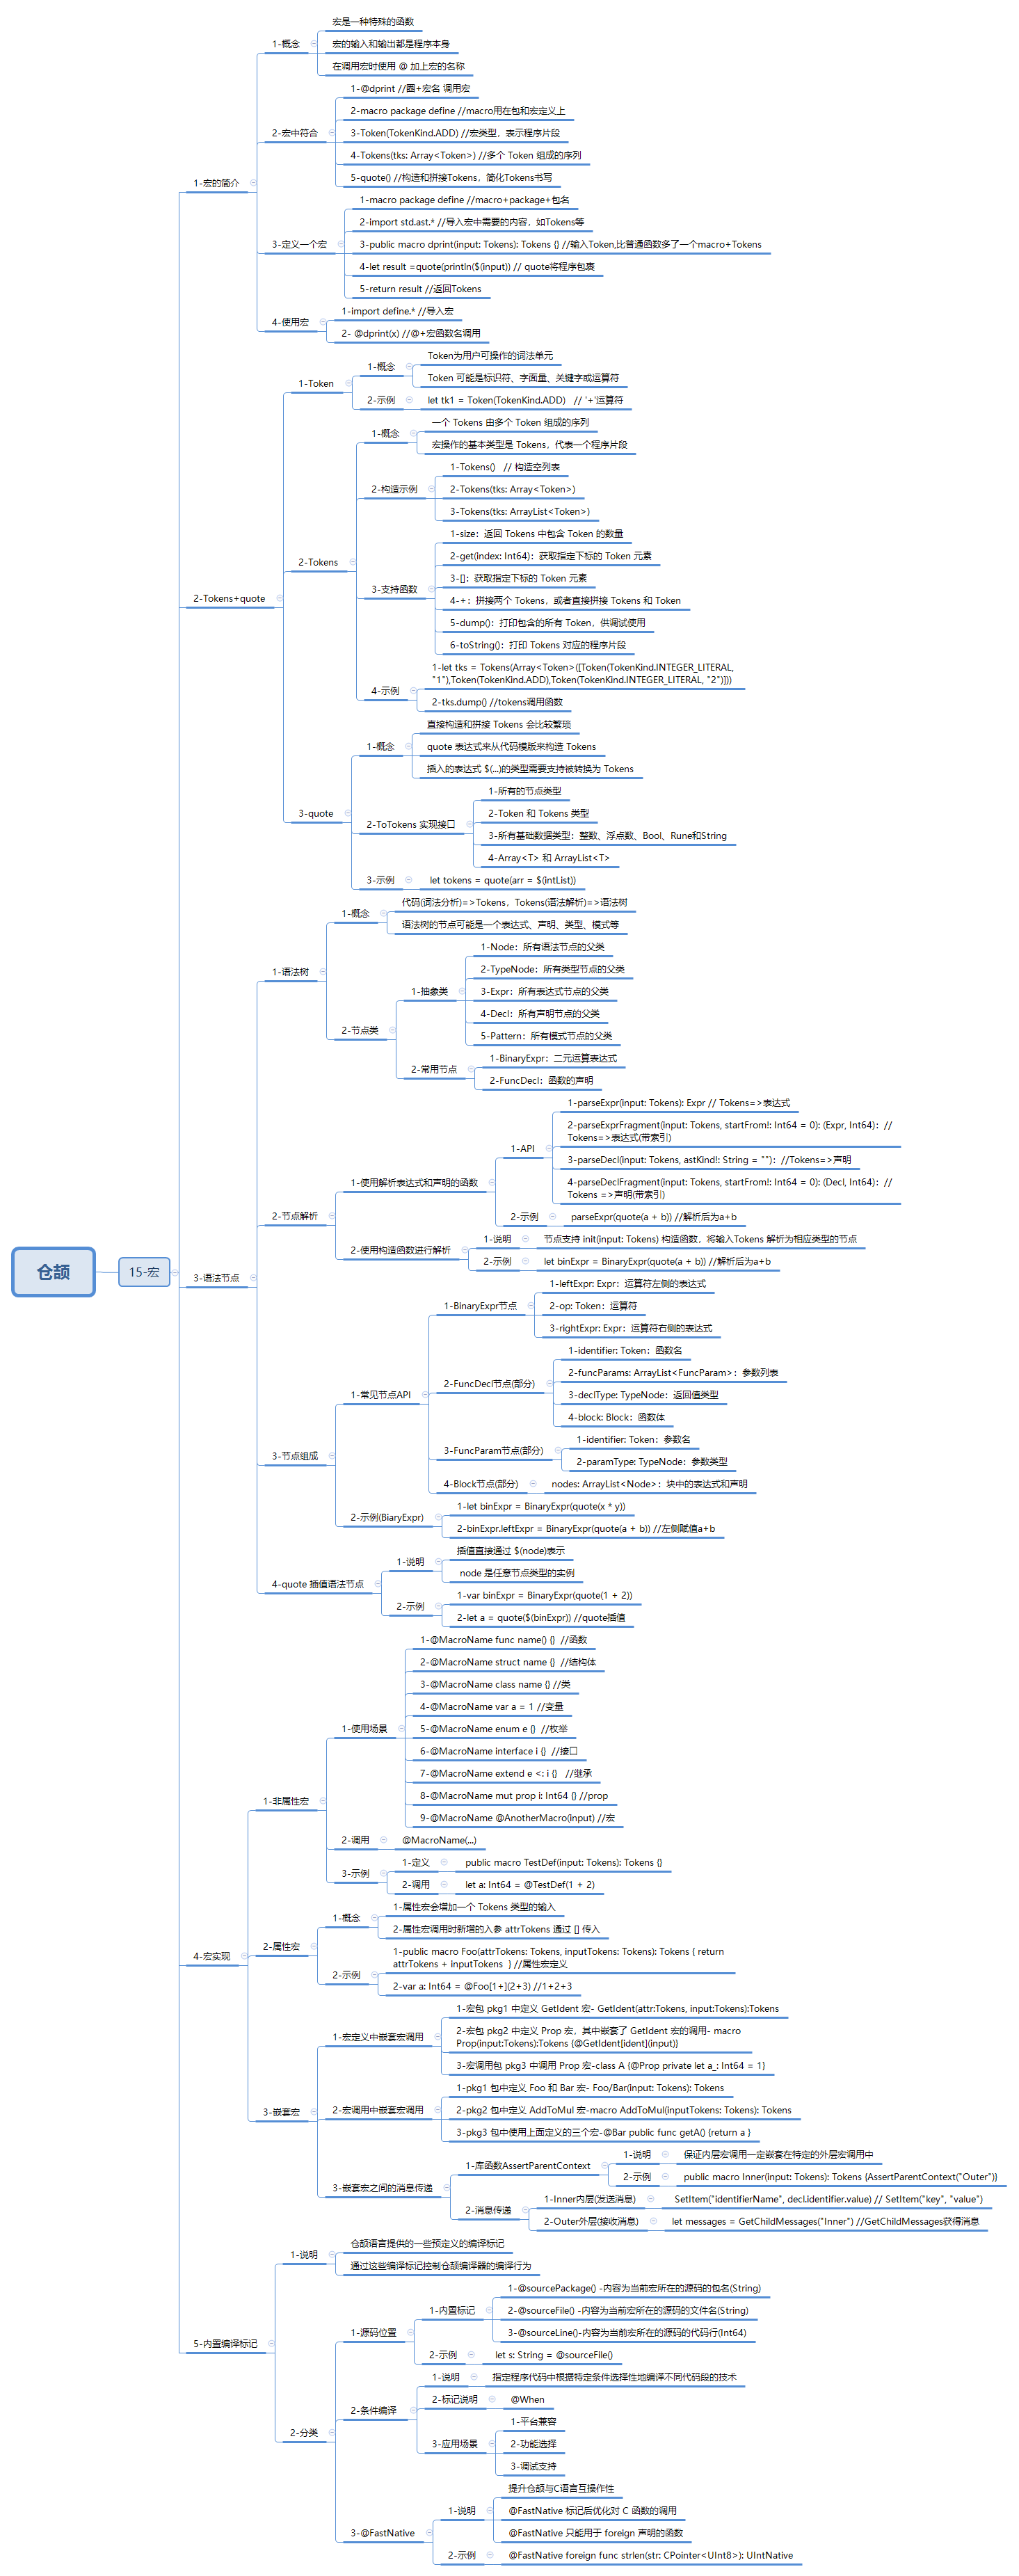 仓颉
15-宏
1-宏的简介
1-概念
宏是一种特殊的函数
宏的输入和输出都是程序本身
在调用宏时使用 @ 加上宏的名称
2-宏中符合
1-@dprint //圈+宏名 调用宏
2-macro package define //macro用在包和宏定义上
3-Token(TokenKind.ADD) //宏类型，表示程序片段
4-Tokens(tks: Array<Token>) //多个 Token 组成的序列
5-quote() //构造和拼接Tokens，简化Tokens书写
3-定义一个宏
1-macro package define //macro+package+包名
2-import std.ast.* //导入宏中需要的内容，如Tokens等
3-public macro dprint(input: Tokens): Tokens {} //输入Token,比普通函数多了一个macro+Tokens
4-let result =quote(println($(input)) // quote将程序包裹
5-return result //返回Tokens
4-使用宏
1-import define.* //导入宏
2- @dprint(x) //@+宏函数名调用
2-Tokens+quote
1-Token
1-概念
Token为用户可操作的词法单元
Token 可能是标识符、字面量、关键字或运算符
2-示例
let tk1 = Token(TokenKind.ADD)   // '+'运算符
2-Tokens
1-概念
一个 Tokens 由多个 Token 组成的序列
宏操作的基本类型是 Tokens，代表一个程序片段
2-构造示例
1-Tokens()   // 构造空列表
2-Tokens(tks: Array<Token>)
3-Tokens(tks: ArrayList<Token>)
3-支持函数
1-size：返回 Tokens 中包含 Token 的数量
2-get(index: Int64)：获取指定下标的 Token 元素
3-[]：获取指定下标的 Token 元素
4-+：拼接两个 Tokens，或者直接拼接 Tokens 和 Token
5-dump()：打印包含的所有 Token，供调试使用
6-toString()：打印 Tokens 对应的程序片段
4-示例
1-let tks = Tokens(Array<Token>([Token(TokenKind.INTEGER_LITERAL,
"1"),Token(TokenKind.ADD),Token(TokenKind.INTEGER_LITERAL, "2")]))
2-tks.dump() //tokens调用函数
3-quote
1-概念
直接构造和拼接 Tokens 会比较繁琐
quote 表达式来从代码模版来构造 Tokens
插入的表达式 $(...)的类型需要支持被转换为 Tokens
2-ToTokens 实现接口
1-所有的节点类型
2-Token 和 Tokens 类型
3-所有基础数据类型：整数、浮点数、Bool、Rune和String
4-Array<T> 和 ArrayList<T>
3-示例
let tokens = quote(arr = $(intList))
3-语法节点
1-语法树
1-概念
代码(词法分析)=>Tokens，Tokens(语法解析)=>语法树
语法树的节点可能是一个表达式、声明、类型、模式等
2-节点类
1-抽象类
1-Node：所有语法节点的父类
2-TypeNode：所有类型节点的父类
3-Expr：所有表达式节点的父类
4-Decl：所有声明节点的父类
5-Pattern：所有模式节点的父类
2-常用节点
1-BinaryExpr：二元运算表达式
2-FuncDecl：函数的声明
2-节点解析
1-使用解析表达式和声明的函数
1-API
1-parseExpr(input: Tokens): Expr // Tokens=>表达式
2-parseExprFragment(input: Tokens, startFrom!: Int64 = 0): (Expr, Int64)：//
Tokens=>表达式(带索引)
3-parseDecl(input: Tokens, astKind!: String = "")：//Tokens=>声明
4-parseDeclFragment(input: Tokens, startFrom!: Int64 = 0): (Decl, Int64)：//
Tokens =>声明(带索引)
2-示例
parseExpr(quote(a + b)) //解析后为a+b
2-使用构造函数进行解析
1-说明
节点支持 init(input: Tokens) 构造函数，将输入Tokens 解析为相应类型的节点
2-示例
let binExpr = BinaryExpr(quote(a + b)) //解析后为a+b
3-节点组成
1-常见节点API
1-BinaryExpr节点
1-leftExpr: Expr：运算符左侧的表达式
2-op: Token：运算符
3-rightExpr: Expr：运算符右侧的表达式
2-FuncDecl节点(部分)
1-identifier: Token：函数名
2-funcParams: ArrayList<FuncParam>：参数列表
3-declType: TypeNode：返回值类型
4-block: Block：函数体
3-FuncParam节点(部分)
1-identifier: Token：参数名
2-paramType: TypeNode：参数类型
4-Block节点(部分)
nodes: ArrayList<Node>：块中的表达式和声明
2-示例(BiaryExpr)
1-let binExpr = BinaryExpr(quote(x * y))
2-binExpr.leftExpr = BinaryExpr(quote(a + b)) //左侧赋值a+b
4-quote 插值语法节点
1-说明
插值直接通过 $(node)表示
node 是任意节点类型的实例
2-示例
1-var binExpr = BinaryExpr(quote(1 + 2))
2-let a = quote($(binExpr)) //quote插值
4-宏实现
1-非属性宏
1-使用场景
1-@MacroName func name() {}  //函数
2-@MacroName struct name {}  //结构体
3-@MacroName class name {} //类
4-@MacroName var a = 1 //变量
5-@MacroName enum e {}  //枚举
6-@MacroName interface i {}  //接口
7-@MacroName extend e <: i {}   //继承
8-@MacroName mut prop i: Int64 {} //prop
9-@MacroName @AnotherMacro(input) //宏
2-调用
@MacroName(...)
3-示例
1-定义
public macro TestDef(input: Tokens): Tokens {}
2-调用
let a: Int64 = @TestDef(1 + 2)
2-属性宏
1-概念
1-属性宏会增加一个 Tokens 类型的输入
2-属性宏调用时新增的入参 attrTokens 通过 [] 传入
2-示例
1-public macro Foo(attrTokens: Tokens, inputTokens: Tokens): Tokens { return
attrTokens + inputTokens  } //属性宏定义
2-var a: Int64 = @Foo[1+](2+3) //1+2+3
3-嵌套宏
1-宏定义中嵌套宏调用
1-宏包 pkg1 中定义 GetIdent 宏- GetIdent(attr:Tokens, input:Tokens):Tokens
2-宏包 pkg2 中定义 Prop 宏，其中嵌套了 GetIdent 宏的调用- macro
Prop(input:Tokens):Tokens {@GetIdent[ident](input)}
3-宏调用包 pkg3 中调用 Prop 宏-class A {@Prop private let a_: Int64 = 1}
2-宏调用中嵌套宏调用
1-pkg1 包中定义 Foo 和 Bar 宏- Foo/Bar(input: Tokens): Tokens
2-pkg2 包中定义 AddToMul 宏-macro AddToMul(inputTokens: Tokens): Tokens
3-pkg3 包中使用上面定义的三个宏-@Bar public func getA() {return a }
3-嵌套宏之间的消息传递
1-库函数AssertParentContext
1-说明
保证内层宏调用一定嵌套在特定的外层宏调用中
2-示例
public macro Inner(input: Tokens): Tokens {AssertParentContext("Outer")}
2-消息传递
1-Inner内层(发送消息)
SetItem("identifierName", decl.identifier.value) // SetItem("key", "value")
2-Outer外层(接收消息)
let messages = GetChildMessages("Inner") //GetChildMessages获得消息
5-内置编译标记
1-说明
仓颉语言提供的一些预定义的编译标记
通过这些编译标记控制仓颉编译器的编译行为
2-分类
1-源码位置
1-内置标记
1-@sourcePackage() -内容为当前宏所在的源码的包名(String)
2-@sourceFile() -内容为当前宏所在的源码的文件名(String)
3-@sourceLine()-内容为当前宏所在的源码的代码行(Int64)
2-示例
let s: String = @sourceFile()
2-条件编译
1-说明
指定程序代码中根据特定条件选择性地编译不同代码段的技术
2-标记说明
@When
3-应用场景
1-平台兼容
2-功能选择
3-调试支持
3-@FastNative
1-说明
提升仓颉与C语言互操作性
@FastNative 标记后优化对 C 函数的调用
@FastNative 只能用于 foreign 声明的函数
2-示例
@FastNative foreign func strlen(str: CPointer<UInt8>): UIntNative